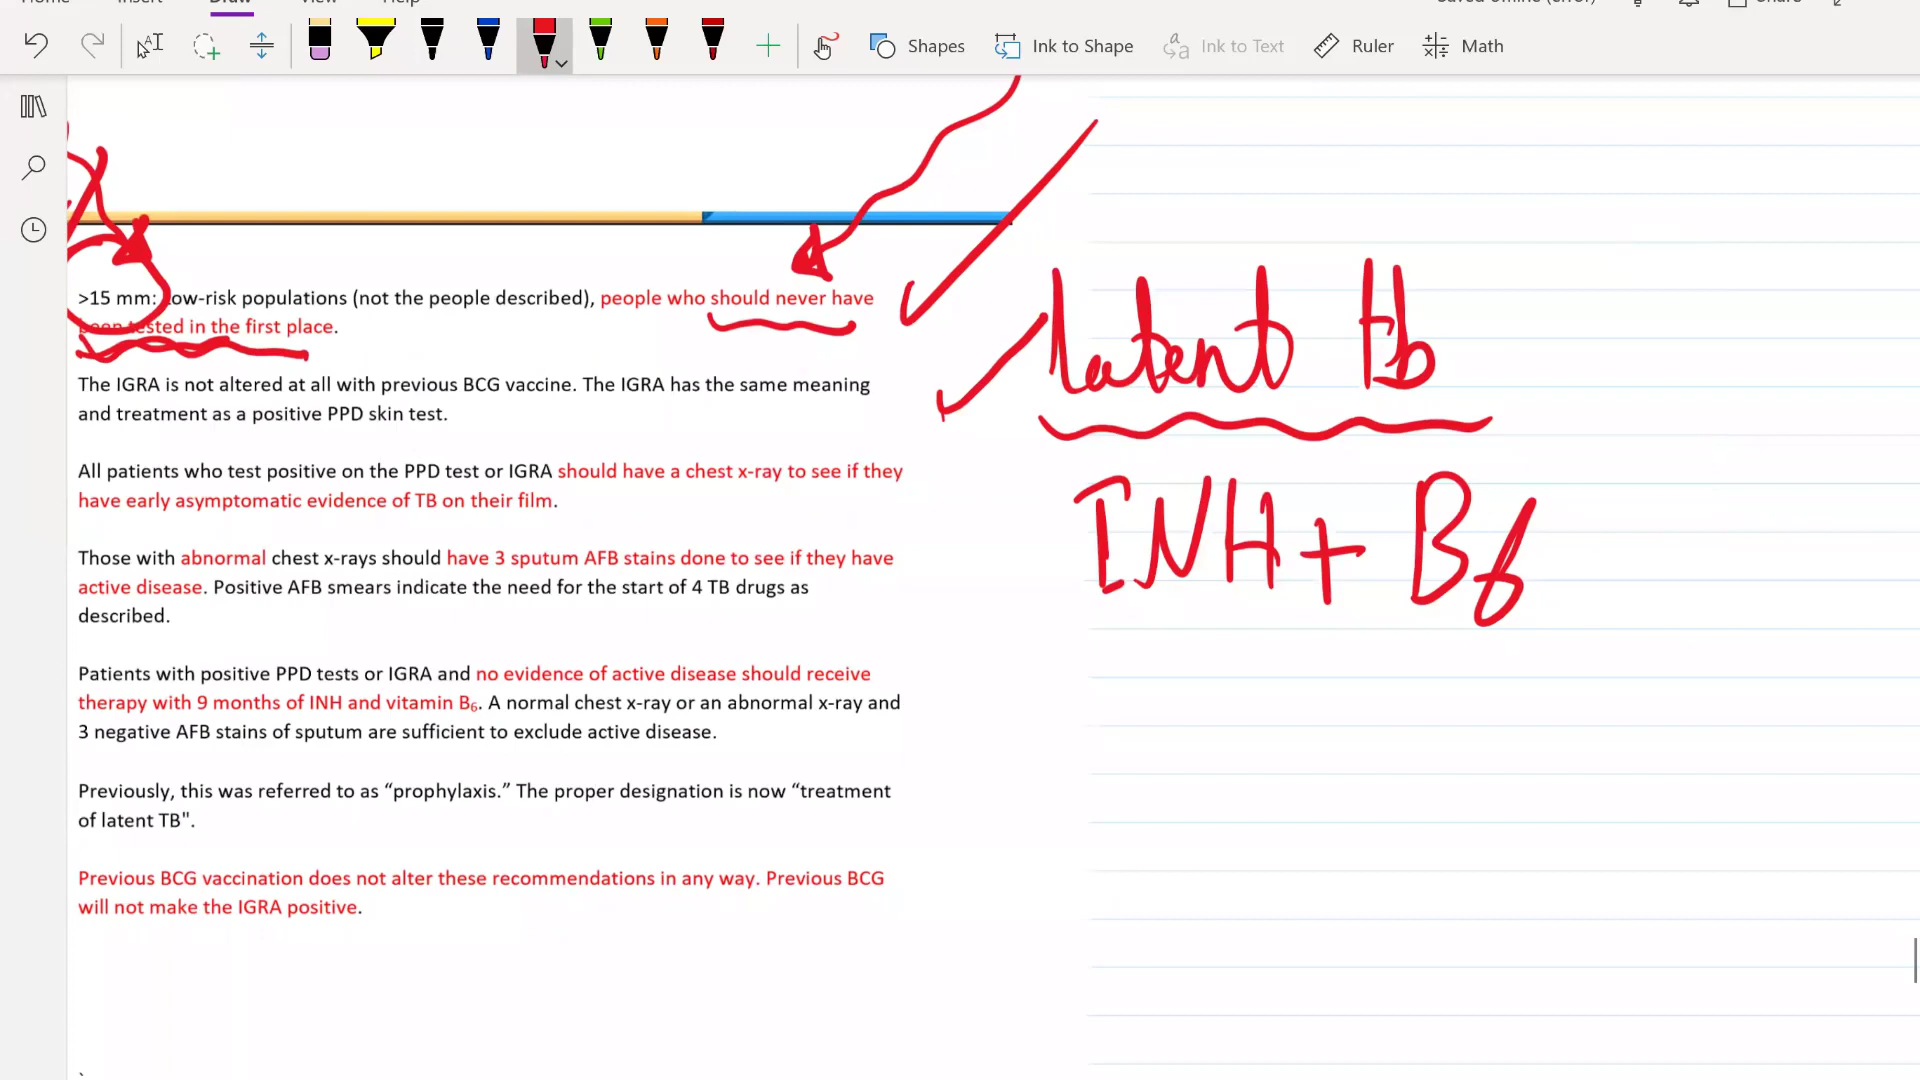 Home Insert Draw View Help Saved offline (error) Share
Shapes Ink to Shape Ink to Text Ruler Math
>15 mm: Low-risk populations (not the people described), people who should never have
been tested in the first place.
latent tb
The IGRA is not altered at all with previous BCG vaccine. The IGRA has the same meaning
and treatment as a positive PPD skin test.
All patients who test positive on the PPD test or IGRA should have a chest x-ray to see if they
have early asymptomatic evidence of TB on their film.
INH + B6
Those with abnormal chest x-rays should have 3 sputum AFB stains done to see if they have
active disease. Positive AFB smears indicate the need for the start of 4 TB drugs as
described.
Patients with positive PPD tests or IGRA and no evidence of active disease should receive
therapy with 9 months of INH and vitamin B₆. A normal chest x-ray or an abnormal x-ray and
3 negative AFB stains of sputum are sufficient to exclude active disease.
Previously, this was referred to as “prophylaxis.” The proper designation is now “treatment
of latent TB".
Previous BCG vaccination does not alter these recommendations in any way. Previous BCG
will not make the IGRA positive.